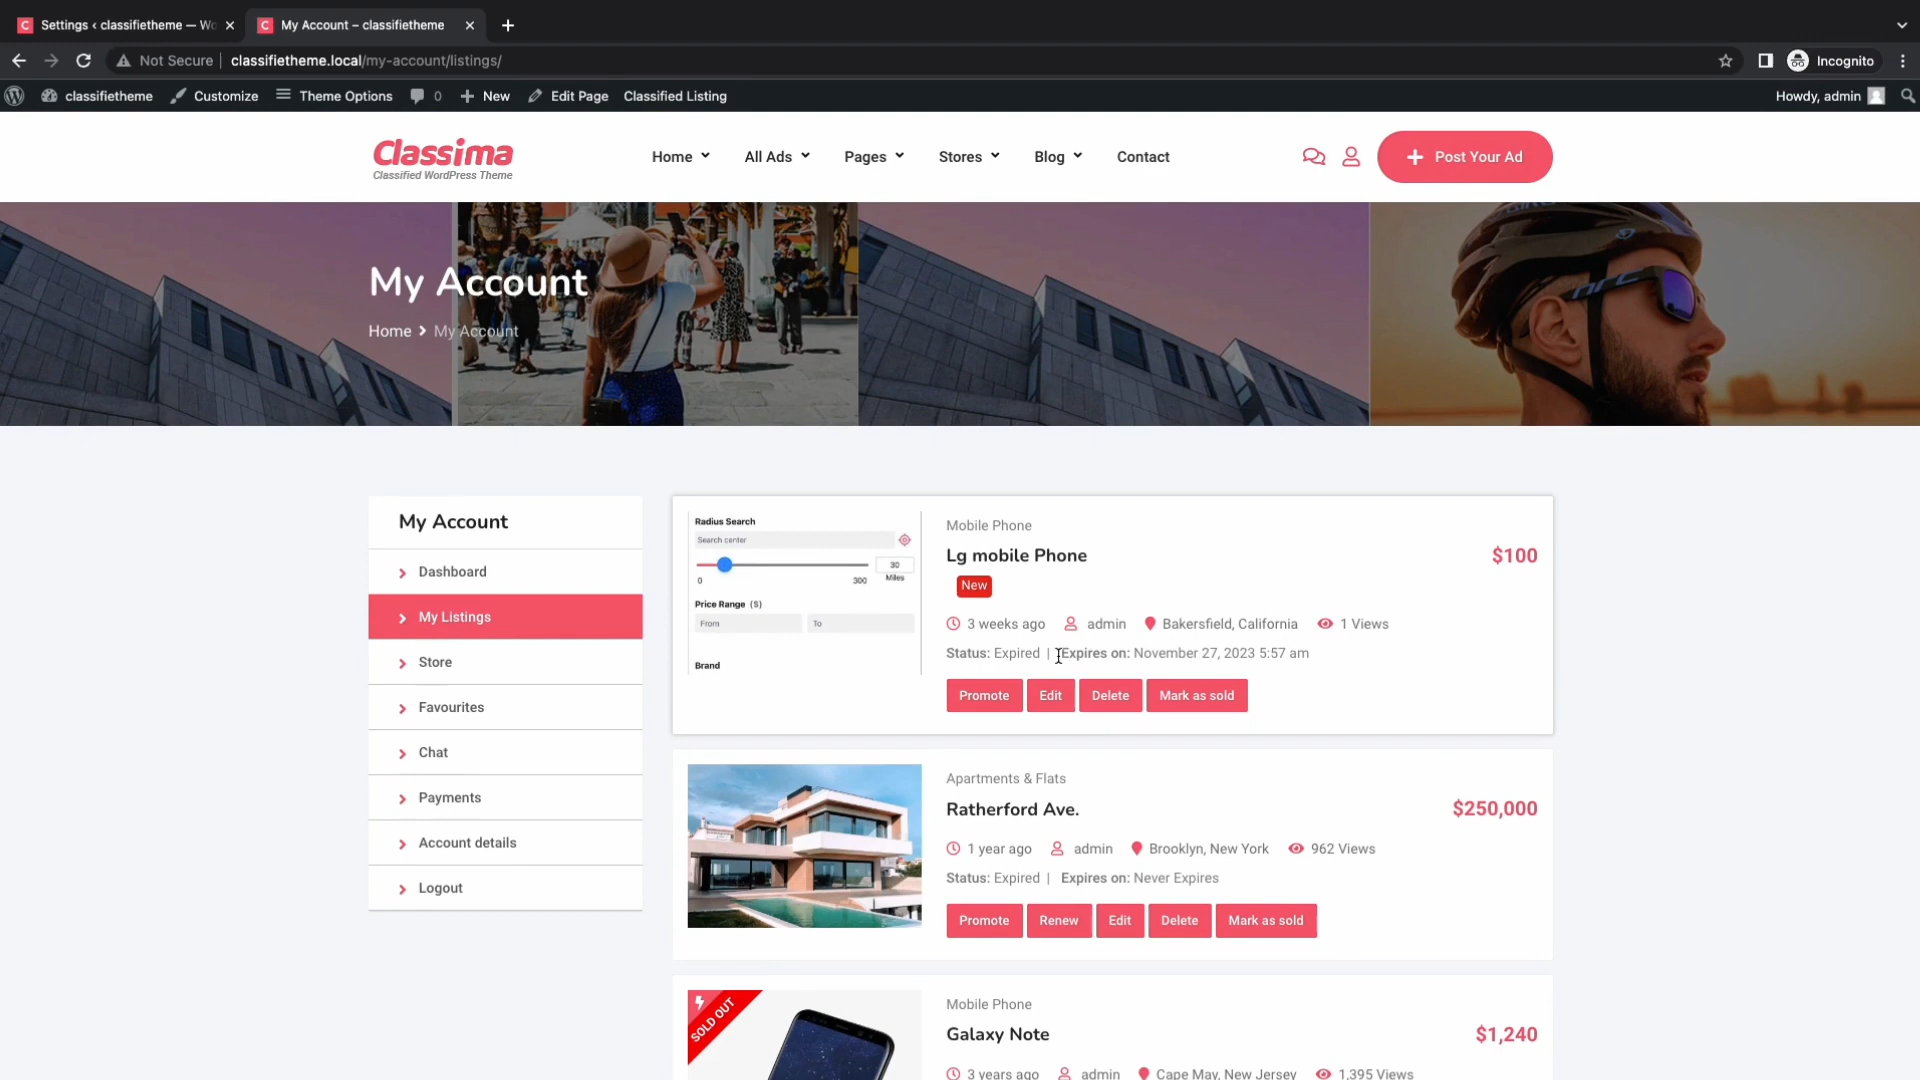 Settings ‹ classifietheme — Wo
My Account – classifietheme
Not Secure
classifietheme.local/my-account/listings/
Incognito
classifietheme
Customize
Theme Options
0
New
Edit Page
Classified Listing
Howdy, admin
Classima
Classified WordPress Theme
Home
All Ads
Pages
Stores
Blog
Contact
Post Your Ad
My Account
Home
My Account
My Account
Dashboard
My Listings
Store
Favourites
Chat
Payments
Account details
Logout
Radius Search
Search center
30
0
300
Miles
Price Range ($)
From
To
Brand
Mobile Phone
Lg mobile Phone
$100
New
3 weeks ago
admin
Bakersfield, California
1 Views
Status: Expired | Expires on: November 27, 2023 5:57 am
Promote
Edit
Delete
Mark as sold
Apartments & Flats
Ratherford Ave.
$250,000
1 year ago
admin
Brooklyn, New York
962 Views
Status: Expired | Expires on: Never Expires
Promote
Renew
Edit
Delete
Mark as sold
SOLD OUT
Mobile Phone
Galaxy Note
$1,240
3 years ago
admin
Cape May, New Jersey
1,395 Views